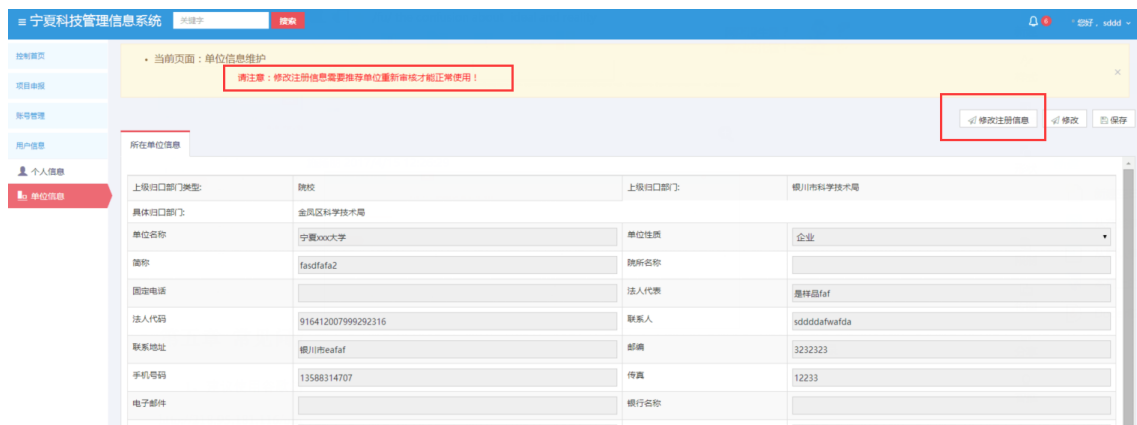 ≡ 宁夏科技管理信息系统 关键字 搜索 6 您好，sddd
控制首页
项目申报
账号管理
用户信息
个人信息
单位信息
• 当前页面：单位信息维护
请注意：修改注册信息需要推荐单位重新审核才能正常使用！
×
修改注册信息 修改 保存
所在单位信息
上级归口部门类型: 院校 上级归口部门: 银川市科学技术局
具体归口部门: 金凤区科学技术局
单位名称 宁夏xxx大学 单位性质 企业
简称 fasdfafa2 院所名称
固定电话 法人代表 是样品faf
法人代码 916412007999292316 联系人 sddddafwafda
联系地址 银川市eafaf 邮编 3232323
手机号码 13588314707 传真 12233
电子邮件 银行名称